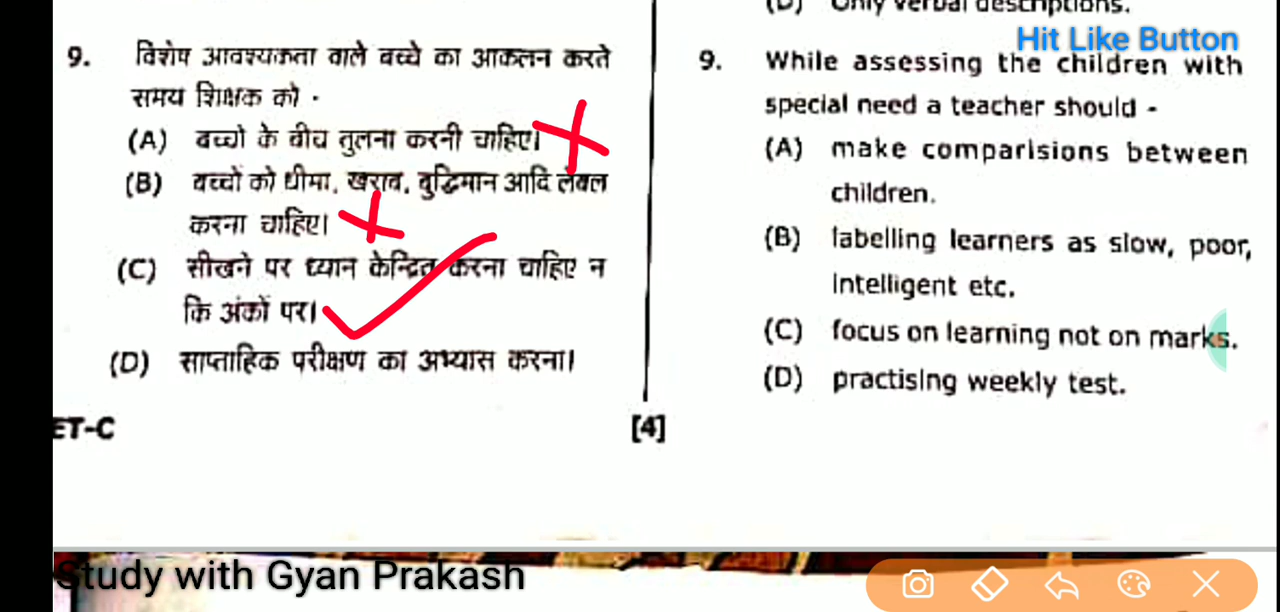 9. विशेष आवश्यकता वाले बच्चे का आकलन करते
समय शिक्षक को -
(A) बच्चो के बीच तुलना करनी चाहिए।
(B) बच्चों को धीमा, खराब, बुद्धिमान आदि लेबल
करना चाहिए।
(C) सीखने पर ध्यान केन्द्रित करना चाहिए न
कि अंकों पर।
(D) साप्ताहिक परीक्षण का अभ्यास करना।
ET-C
[4]
(D) Only verbal descriptions.
Hit Like Button
9. While assessing the children with
special need a teacher should -
(A) make comparisions between
children.
(B) labelling learners as slow, poor,
intelligent etc.
(C) focus on learning not on marks.
(D) practising weekly test.
Study with Gyan Prakash